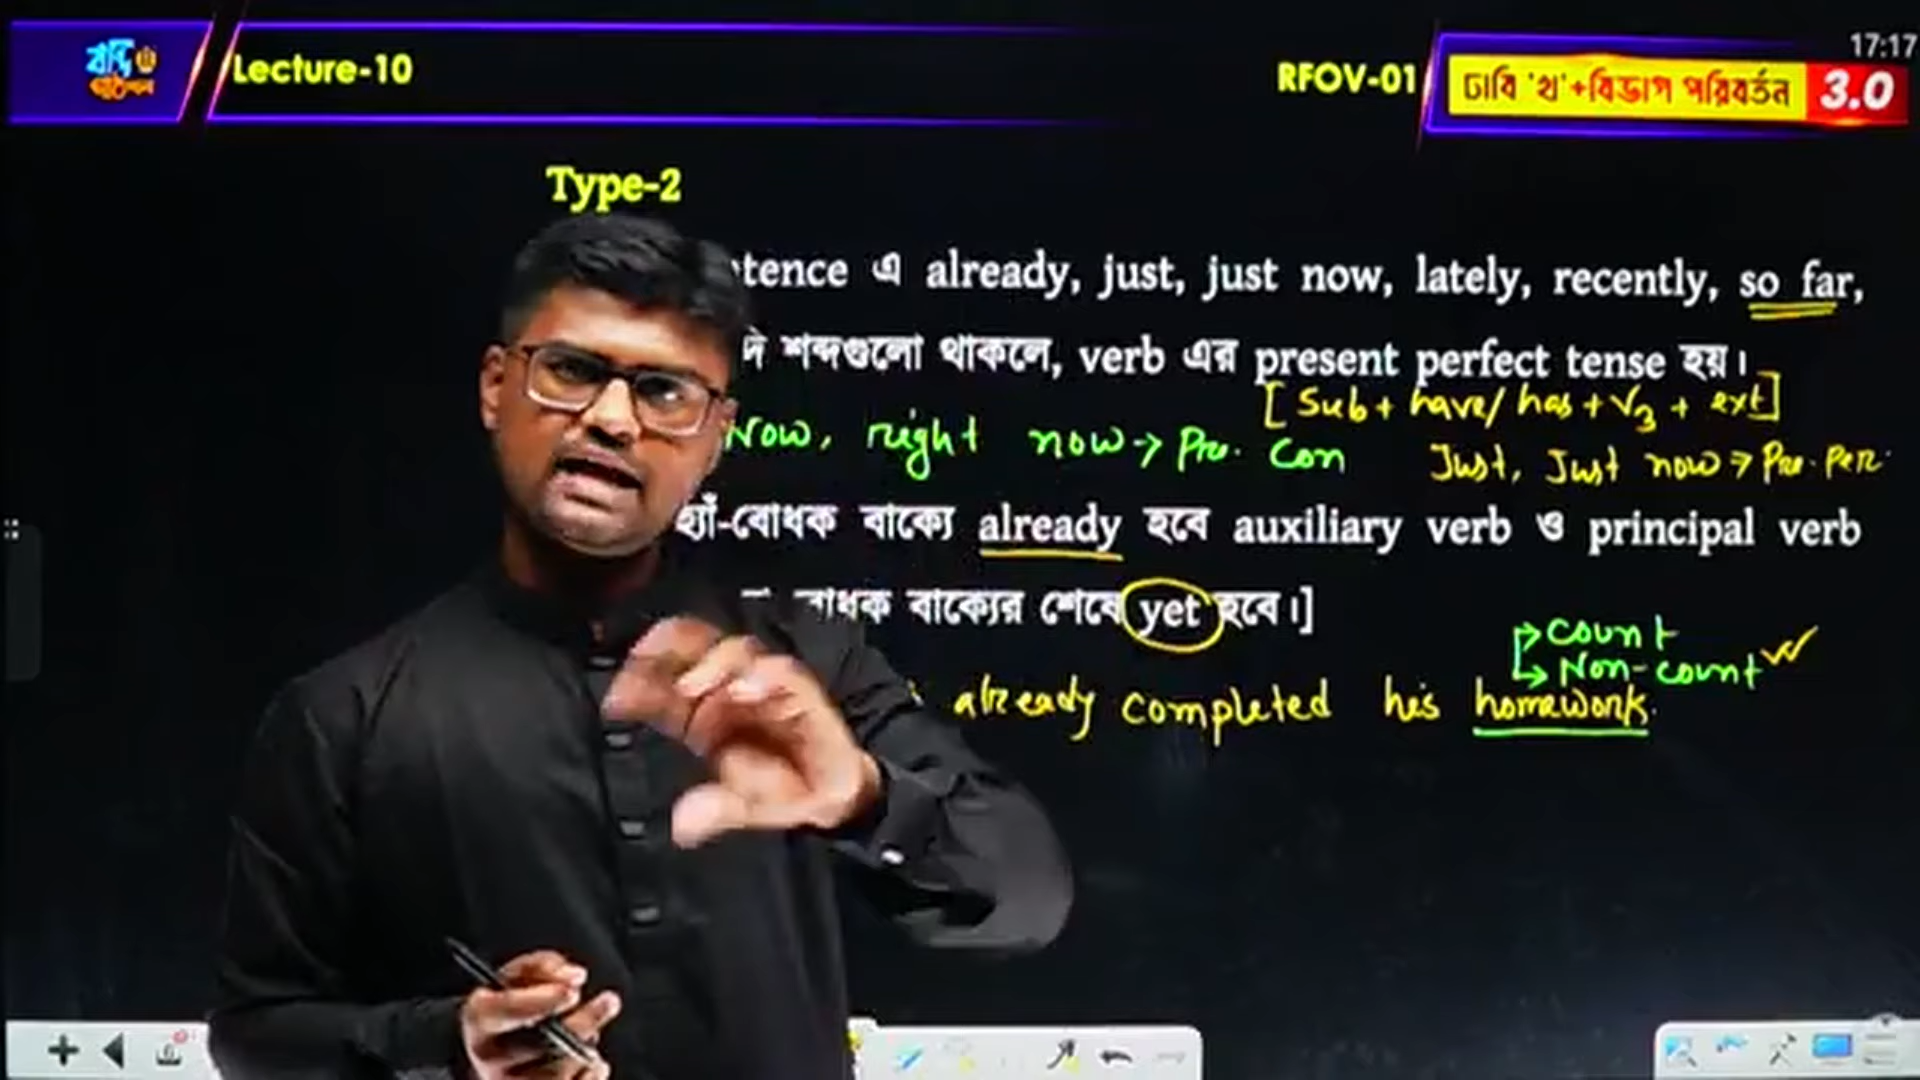 Lecture-10
RFOV-01
ঢাবি 'খ'+বিভাগ পরিবর্তন 3.0
17:17
Type-2
tence এ already, just, just now, lately, recently, so far,
শব্দগুলো থাকলে, verb এর present perfect tense হয়।
[Sub + have/has + V3 + ext]
Now, right now → Pre. Con
Just, Just now → Pre. Per.
হ্যাঁ-বোধক বাক্যে already হবে auxiliary verb ও principal verb
বোধক বাক্যের শেষে yet হবে।]
→ count
→ Non-count
already completed his homework.